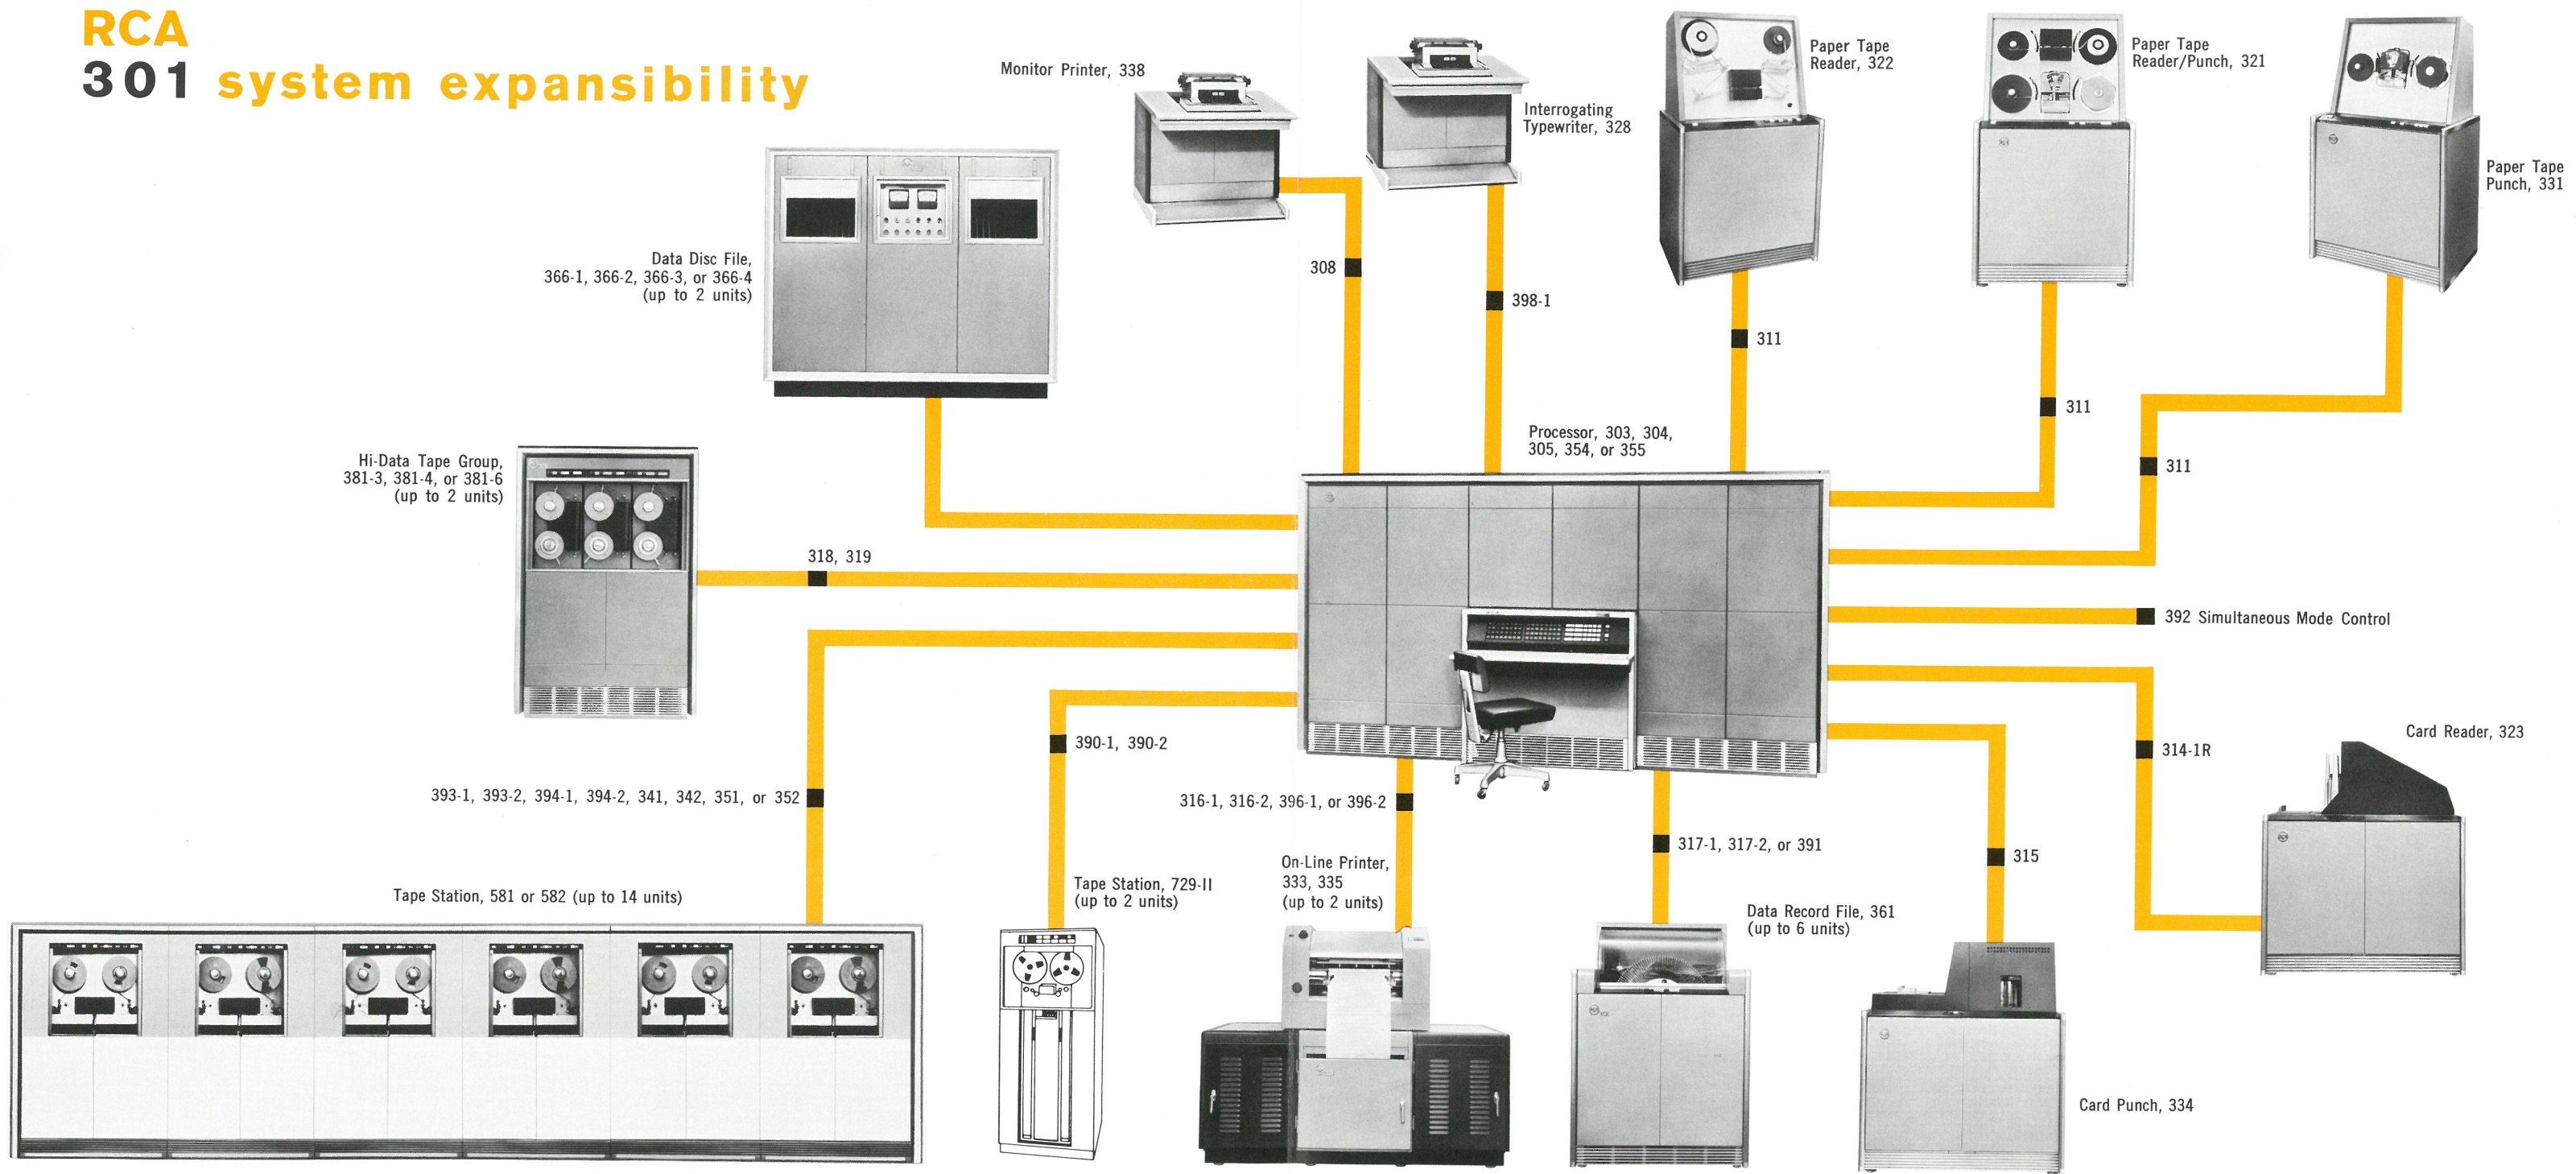 RCA
301 system expansibility
Monitor Printer, 338
Interrogating
Typewriter, 328
Paper Tape
Reader, 322
Paper Tape
Reader/Punch, 321
Paper Tape
Punch, 331
Data Disc File,
366-1, 366-2, 366-3, or 366-4
(up to 2 units)
308
398-1
311
311
311
Processor, 303, 304,
305, 354, or 355
Hi-Data Tape Group,
381-3, 381-4, or 381-6
(up to 2 units)
318, 319
392 Simultaneous Mode Control
390-1, 390-2
314-1R
Card Reader, 323
393-1, 393-2, 394-1, 394-2, 341, 342, 351, or 352
316-1, 316-2, 396-1, or 396-2
317-1, 317-2, or 391
315
Tape Station, 581 or 582 (up to 14 units)
Tape Station, 729-II
(up to 2 units)
On-Line Printer,
333, 335
(up to 2 units)
Data Record File, 361
(up to 6 units)
Card Punch, 334